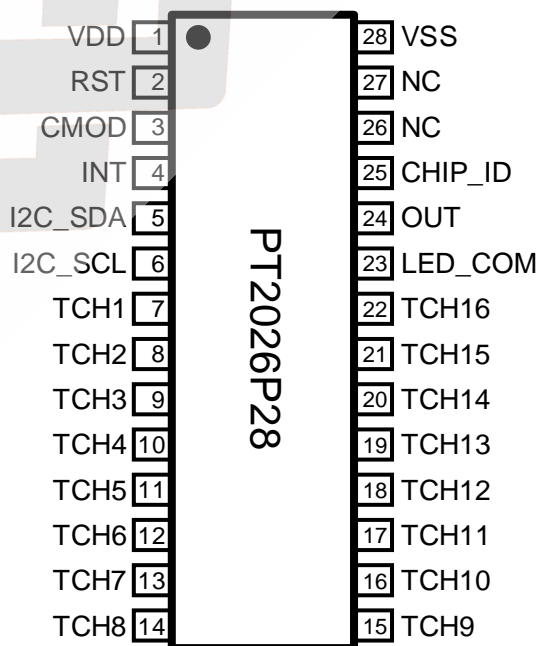 VDD 1 28 VSS
RST 2 27 NC
CMOD 3 26 NC
INT 4 25 CHIP_ID
I2C_SDA 5 24 OUT
I2C_SCL 6 23 LED_COM
TCH1 7 22 TCH16
TCH2 8 21 TCH15
TCH3 9 20 TCH14
TCH4 10 19 TCH13
TCH5 11 18 TCH12
TCH6 12 17 TCH11
TCH7 13 16 TCH10
TCH8 14 15 TCH9
PT2026P28